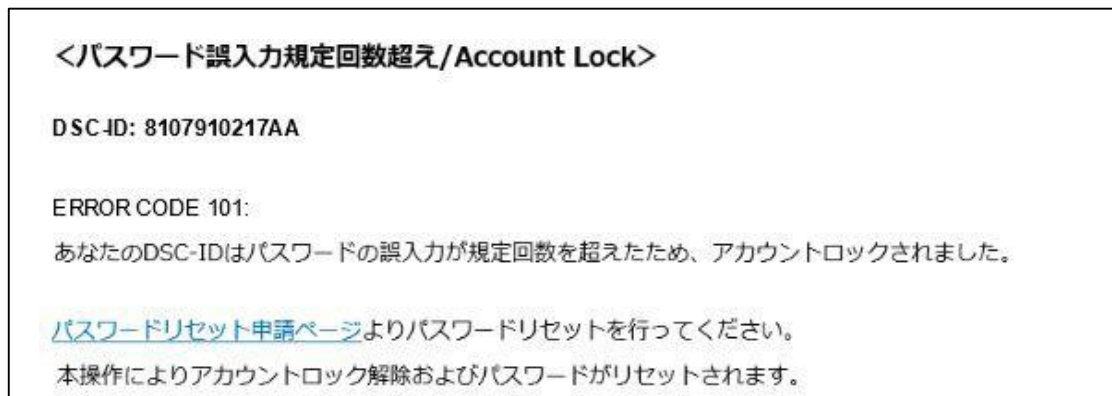 ＜パスワード誤入力規定回数超え/Account Lock＞
DSC-ID: 8107910217AA
ERROR CODE 101:
あなたのDSC-IDはパスワードの誤入力が規定回数を超えたため、アカウントロックされました。
パスワードリセット申請ページよりパスワードリセットを行ってください。
本操作によりアカウントロック解除およびパスワードがリセットされます。